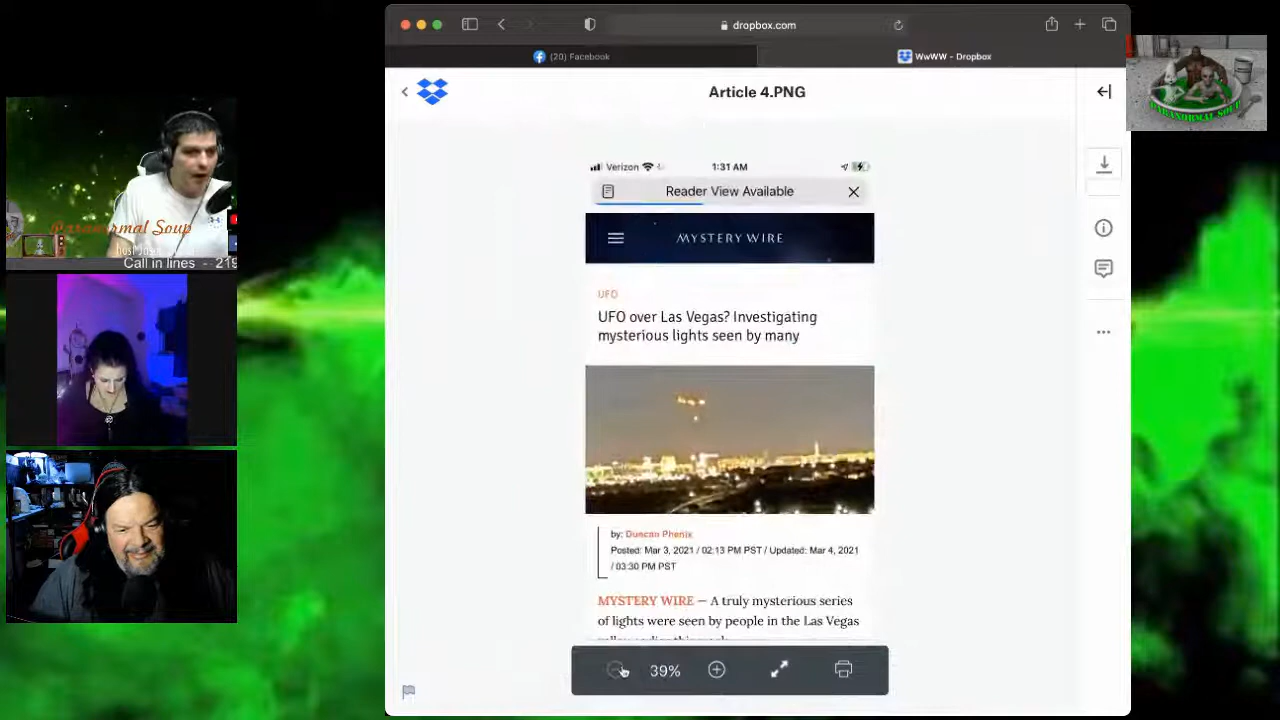 dropbox.com
(20) Facebook
WwWW - Dropbox
Article 4.PNG
PARANORMAL SOUP
Verizon
1:31 AM
Reader View Available
MYSTERY WIRE
UFO
UFO over Las Vegas? Investigating
mysterious lights seen by many
by: Duncan Phenix
Posted: Mar 3, 2021 / 02:13 PM PST / Updated: Mar 4, 2021
/ 03:30 PM PST
MYSTERY WIRE — A truly mysterious series
of lights were seen by people in the Las Vegas
39%
Paranormal Soup
Call in lines - 219